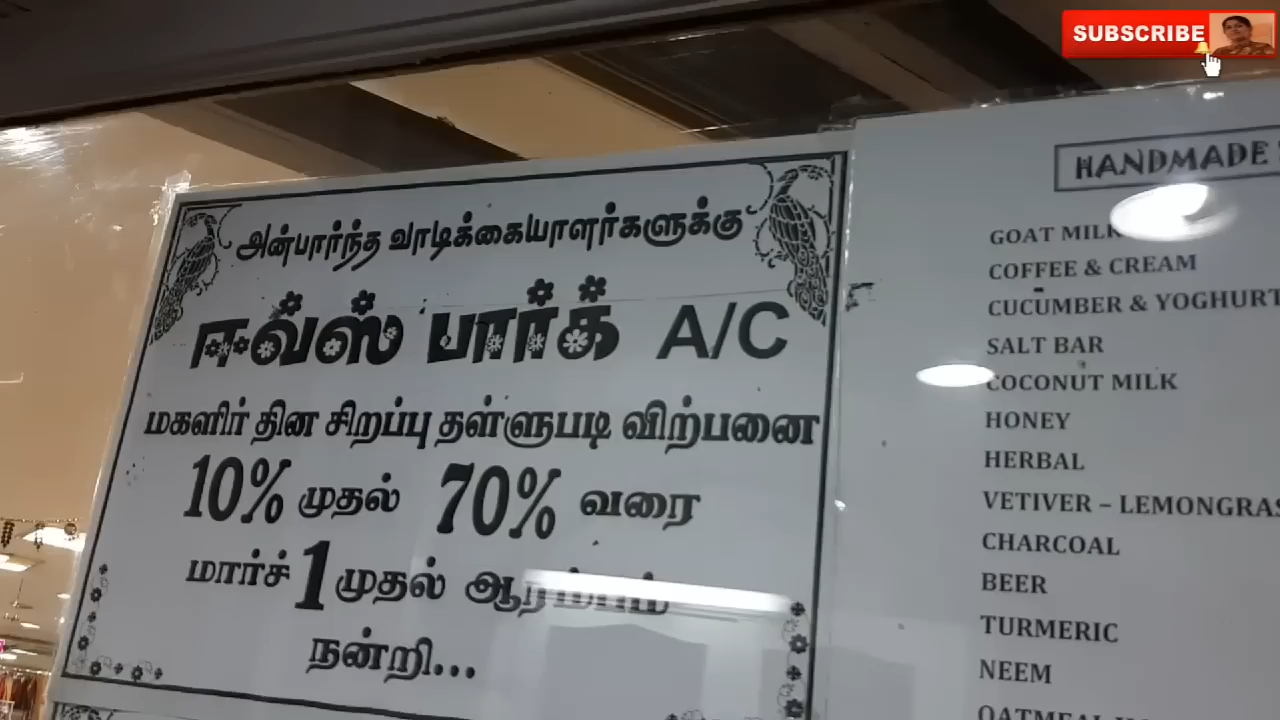 SUBSCRIBE
அன்பார்ந்த வாடிக்கையாளர்களுக்கு
ஈவ்ஸ் பார்க் A/C
மகளிர் தின சிறப்பு தள்ளுபடி விற்பனை
10% முதல் 70% வரை
மார்ச் 1 முதல் ஆரம்பம்
நன்றி...
HANDMADE
GOAT MILK
COFFEE & CREAM
CUCUMBER & YOGHURT
SALT BAR
COCONUT MILK
HONEY
HERBAL
VETIVER – LEMONGRAS
CHARCOAL
BEER
TURMERIC
NEEM
OATMEAL